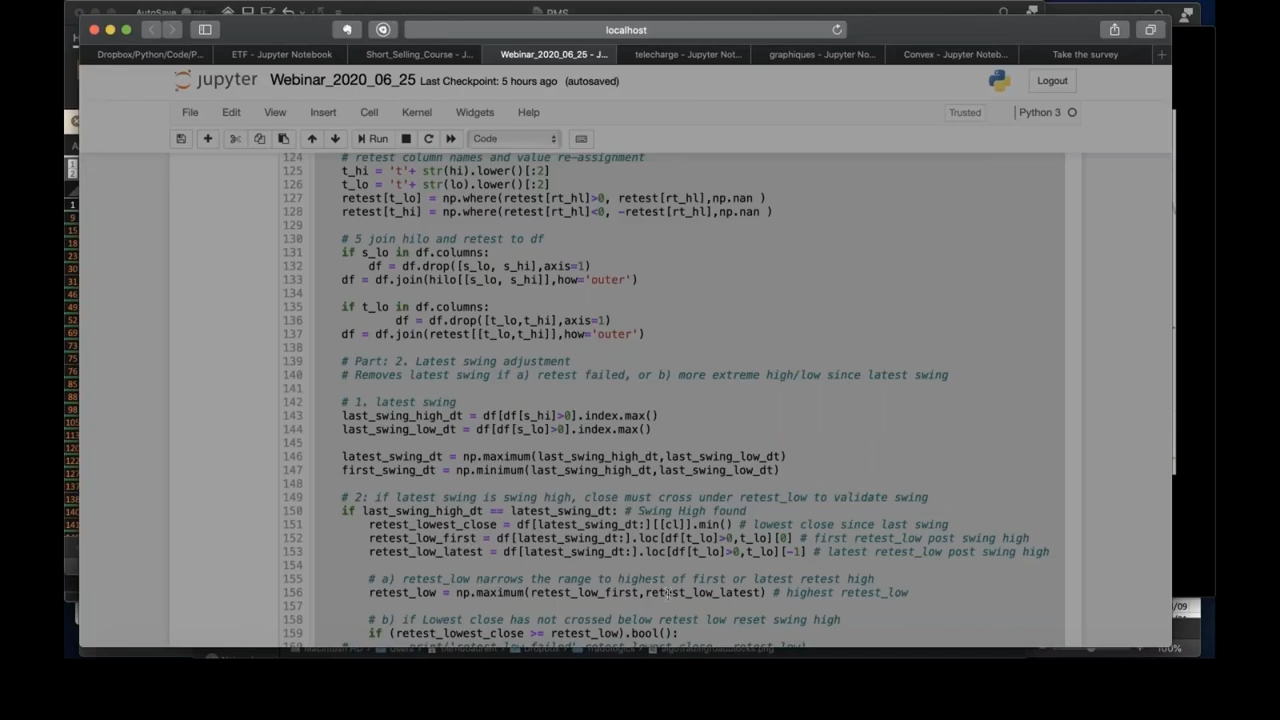 AutoSave
RMS
localhost
Dropbox/Python/Code/P...
ETF - Jupyter Notebook
Short_Selling_Course - J...
Webinar_2020_06_25 - J...
telecharge - Jupyter Not...
graphiques - Jupyter No...
Convex - Jupyter Noteb...
Take the survey
jupyter Webinar_2020_06_25 Last Checkpoint: 5 hours ago (autosaved)
Logout
File Edit View Insert Cell Kernel Widgets Help
Trusted
Python 3
Run
Code
124 # retest column names and value re-assignment
125 t_hi = 't'+ str(hi).lower()[:2]
126 t_lo = 't'+ str(lo).lower()[:2]
127 retest[t_lo] = np.where(retest[rt_hl]>0, retest[rt_hl],np.nan )
128 retest[t_hi] = np.where(retest[rt_hl]<0, -retest[rt_hl],np.nan )
129
130 # 5 join hilo and retest to df
131 if s_lo in df.columns:
132 df = df.drop([s_lo, s_hi],axis=1)
133 df = df.join(hilo[[s_lo, s_hi]],how='outer')
134
135 if t_lo in df.columns:
136 df = df.drop([t_lo,t_hi],axis=1)
137 df = df.join(retest[[t_lo,t_hi]],how='outer')
138
139 # Part: 2. Latest swing adjustment
140 # Removes latest swing if a) retest failed, or b) more extreme high/low since latest swing
141
142 # 1. latest swing
143 last_swing_high_dt = df[df[s_hi]>0].index.max()
144 last_swing_low_dt = df[df[s_lo]>0].index.max()
145
146 latest_swing_dt = np.maximum(last_swing_high_dt,last_swing_low_dt)
147 first_swing_dt = np.minimum(last_swing_high_dt,last_swing_low_dt)
148
149 # 2: if latest swing is swing high, close must cross under retest_low to validate swing
150 if last_swing_high_dt == latest_swing_dt: # Swing High found
151 retest_lowest_close = df[latest_swing_dt:][[cl]].min() # lowest close since last swing
152 retest_low_first = df[latest_swing_dt:].loc[df[t_lo]>0,t_lo][0] # first retest_low post swing high
153 retest_low_latest = df[latest_swing_dt:].loc[df[t_lo]>0,t_lo][-1] # latest retest_low post swing high
154
155 # a) retest_low narrows the range to highest of first or latest retest high
156 retest_low = np.maximum(retest_low_first,retest_low_latest) # highest retest_low
157
158 # b) if Lowest close has not crossed below retest low reset swing high
159 if (retest_lowest_close >= retest_low).bool():
100%